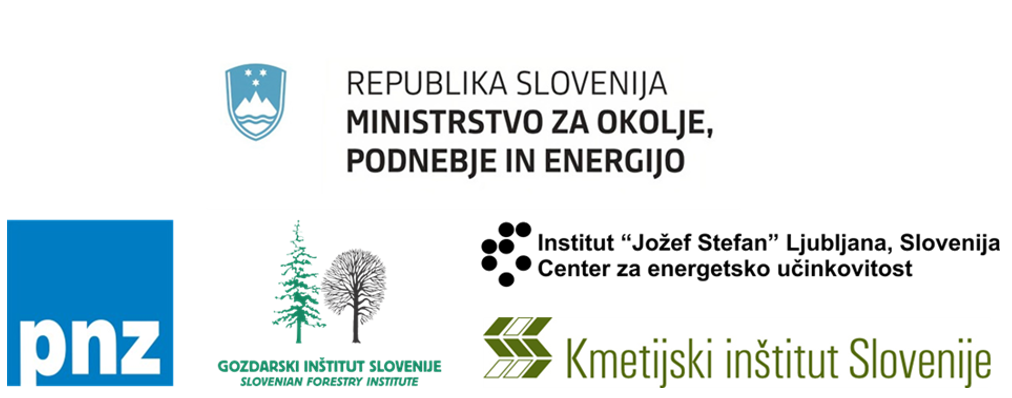 REPUBLIKA SLOVENIJA
MINISTRSTVO ZA OKOLJE,
PODNEBJE IN ENERGIJO
pnz
GOZDARSKI INŠTITUT SLOVENIJE
SLOVENIAN FORESTRY INSTITUTE
Institut “Jožef Stefan” Ljubljana, Slovenija
Center za energetsko učinkovitost
Kmetijski inštitut Slovenije